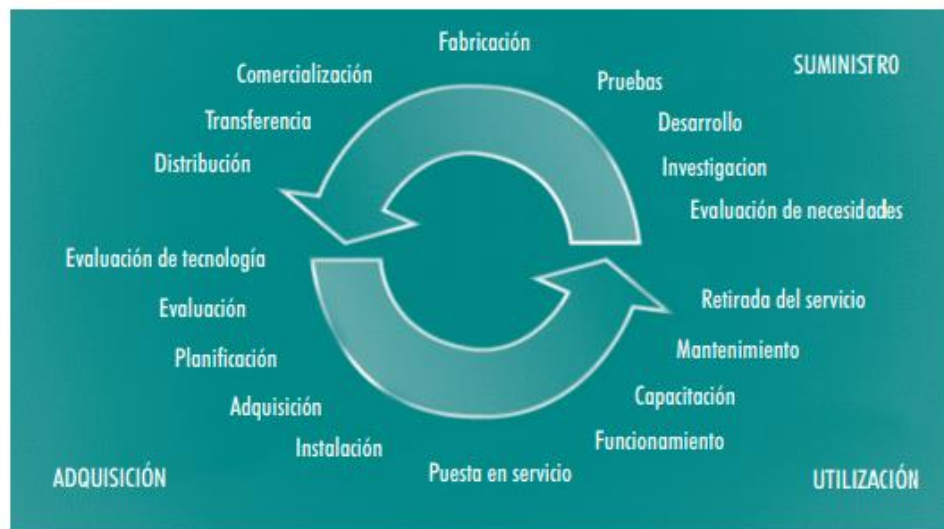 Fabricación
SUMINISTRO
Comercialización
Pruebas
Transferencia
Desarrollo
Distribución
Investigacion
Evaluación de necesidades
Evaluación de tecnología
Retirada del servicio
Evaluación
Mantenimiento
Planificación
Capacitación
Adquisición
Funcionamiento
Instalación
Puesta en servicio
ADQUISICIÓN
UTILIZACIÓN